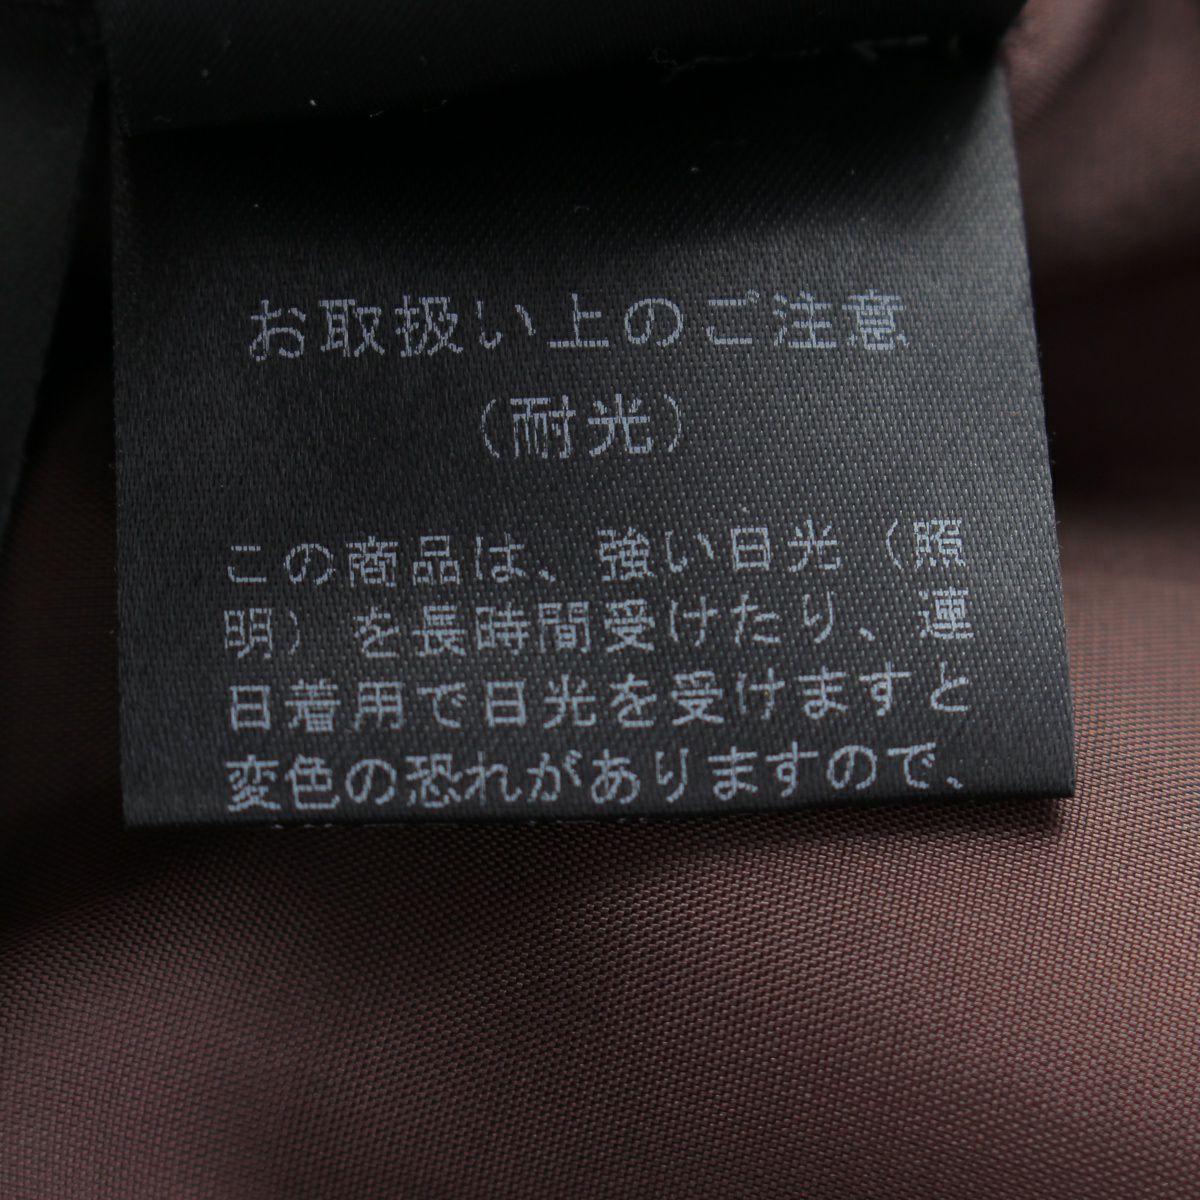 お取扱い上のご注意
（耐光）
この商品は、強い日光（照
明）を長時間受けたり、連
日着用で日光を受けますと
変色の恐れがありますので、